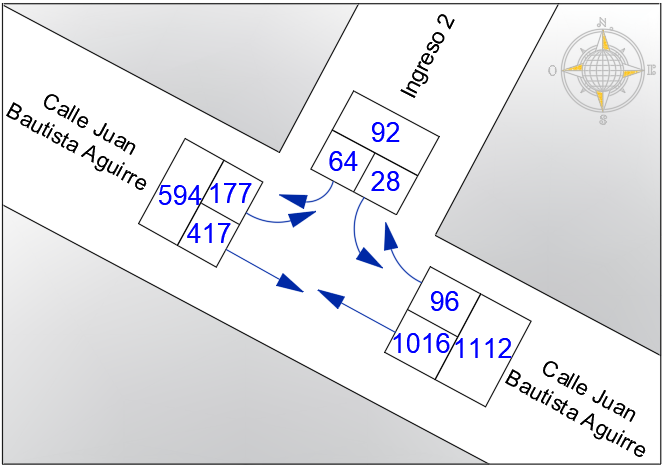 Ingreso 2
N
O
E
S
Calle Juan
Bautista Aguirre
92
64
28
594
177
417
96
1016
1112
Calle Juan
Bautista Aguirre